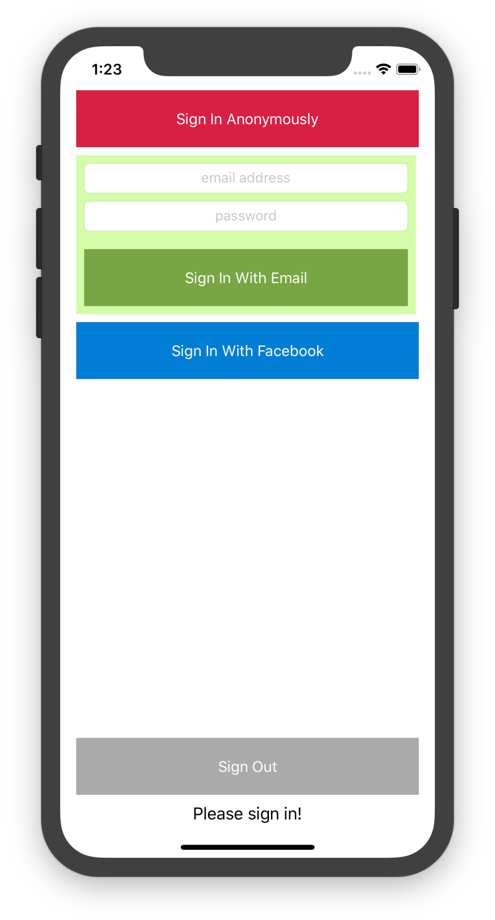 1:23
Sign In Anonymously
email address
password
Sign In With Email
Sign In With Facebook
Sign Out
Please sign in!